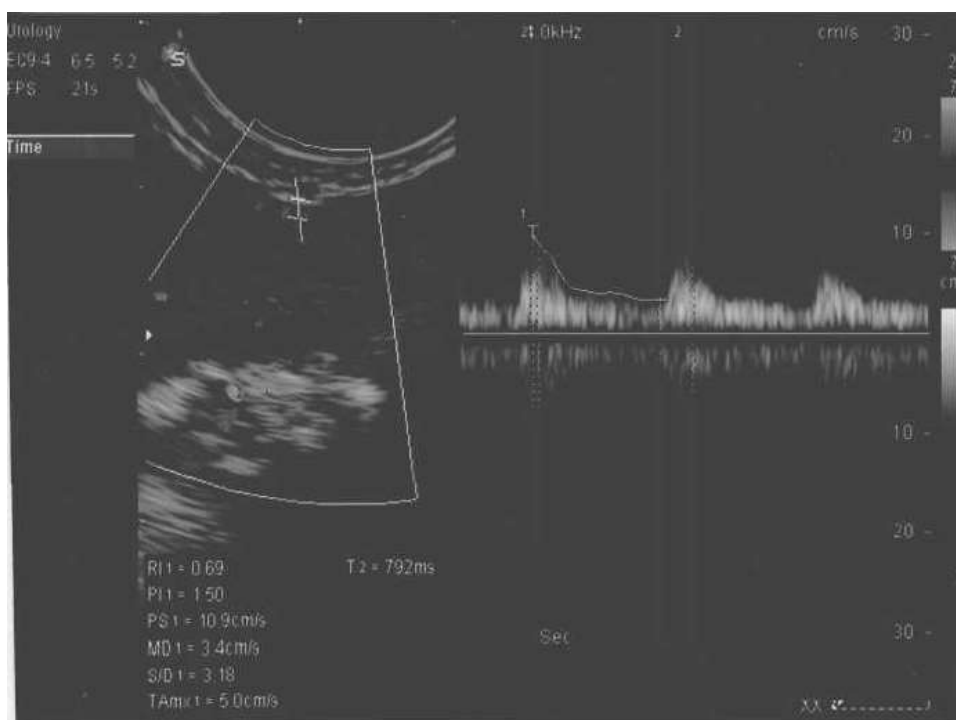 Urology
EC9-4 6.5 5.2
FPS 21s
Time
S
2.0kHz 2 cm/s
30
20
10
1
10
20
30
Sec
RI 1 = 0.69 T 2 = 792ms
PI 1 = 1.50
PS 1 = 10.9cm/s
MD 1 = 3.4cm/s
S/D 1 = 3.18
TAmx 1 = 5.0cm/s
XX